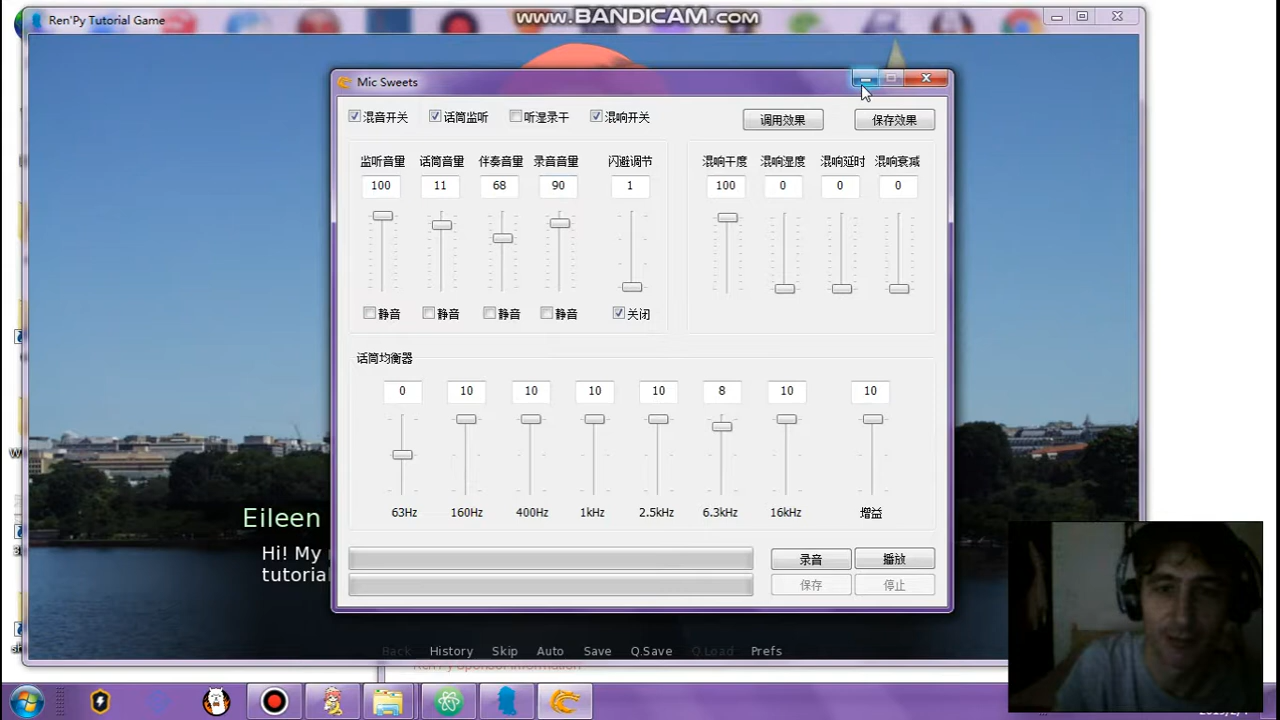 Ren'Py Tutorial Game
www.BANDICAM.com
Mic Sweets
混音开关 话筒监听 听湿录干 混响开关 调用效果 保存效果
监听音量 话筒音量 伴奏音量 录音音量 闪避调节 混响干度 混响湿度 混响延时 混响衰减
100 11 68 90 1 100 0 0 0
静音 静音 静音 静音 关闭
话筒均衡器
0 10 10 10 10 8 10 10
63Hz 160Hz 400Hz 1kHz 2.5kHz 6.3kHz 16kHz 增益
Eileen
Hi! My
tutorial
录音 播放
保存 停止
Back History Skip Auto Save Q.Save Q.Load Prefs
Ren'Py Sponsor Information